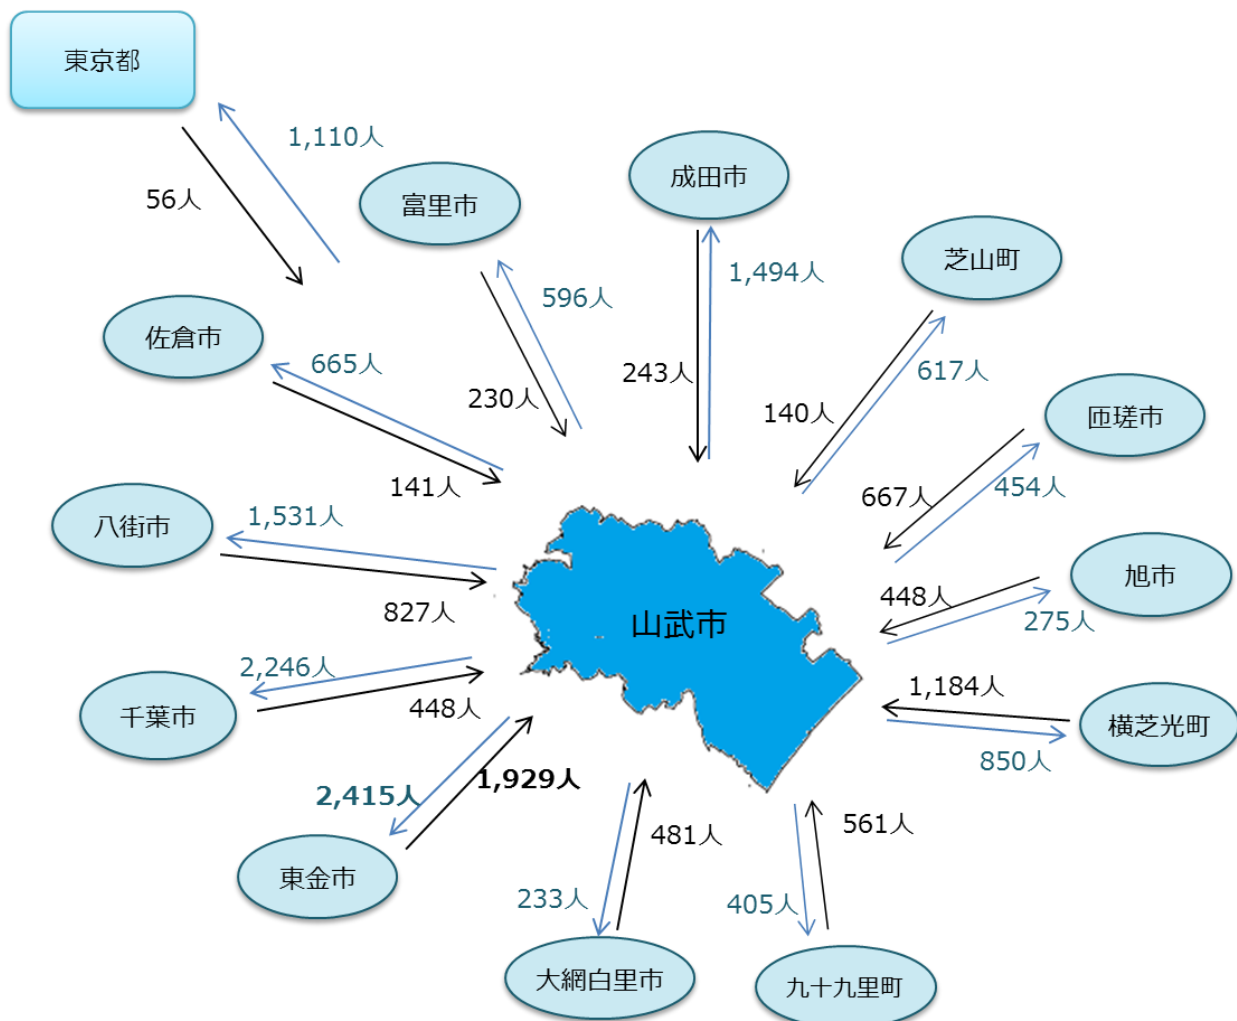 東京都
1,110人
56人
富里市
596人
230人
成田市
1,494人
243人
芝山町
617人
140人
佐倉市
665人
141人
匝瑳市
667人
454人
八街市
1,531人
827人
旭市
448人
275人
山武市
千葉市
2,246人
448人
横芝光町
1,184人
850人
東金市
2,415人
1,929人
大網白里市
233人
481人
九十九里町
405人
561人